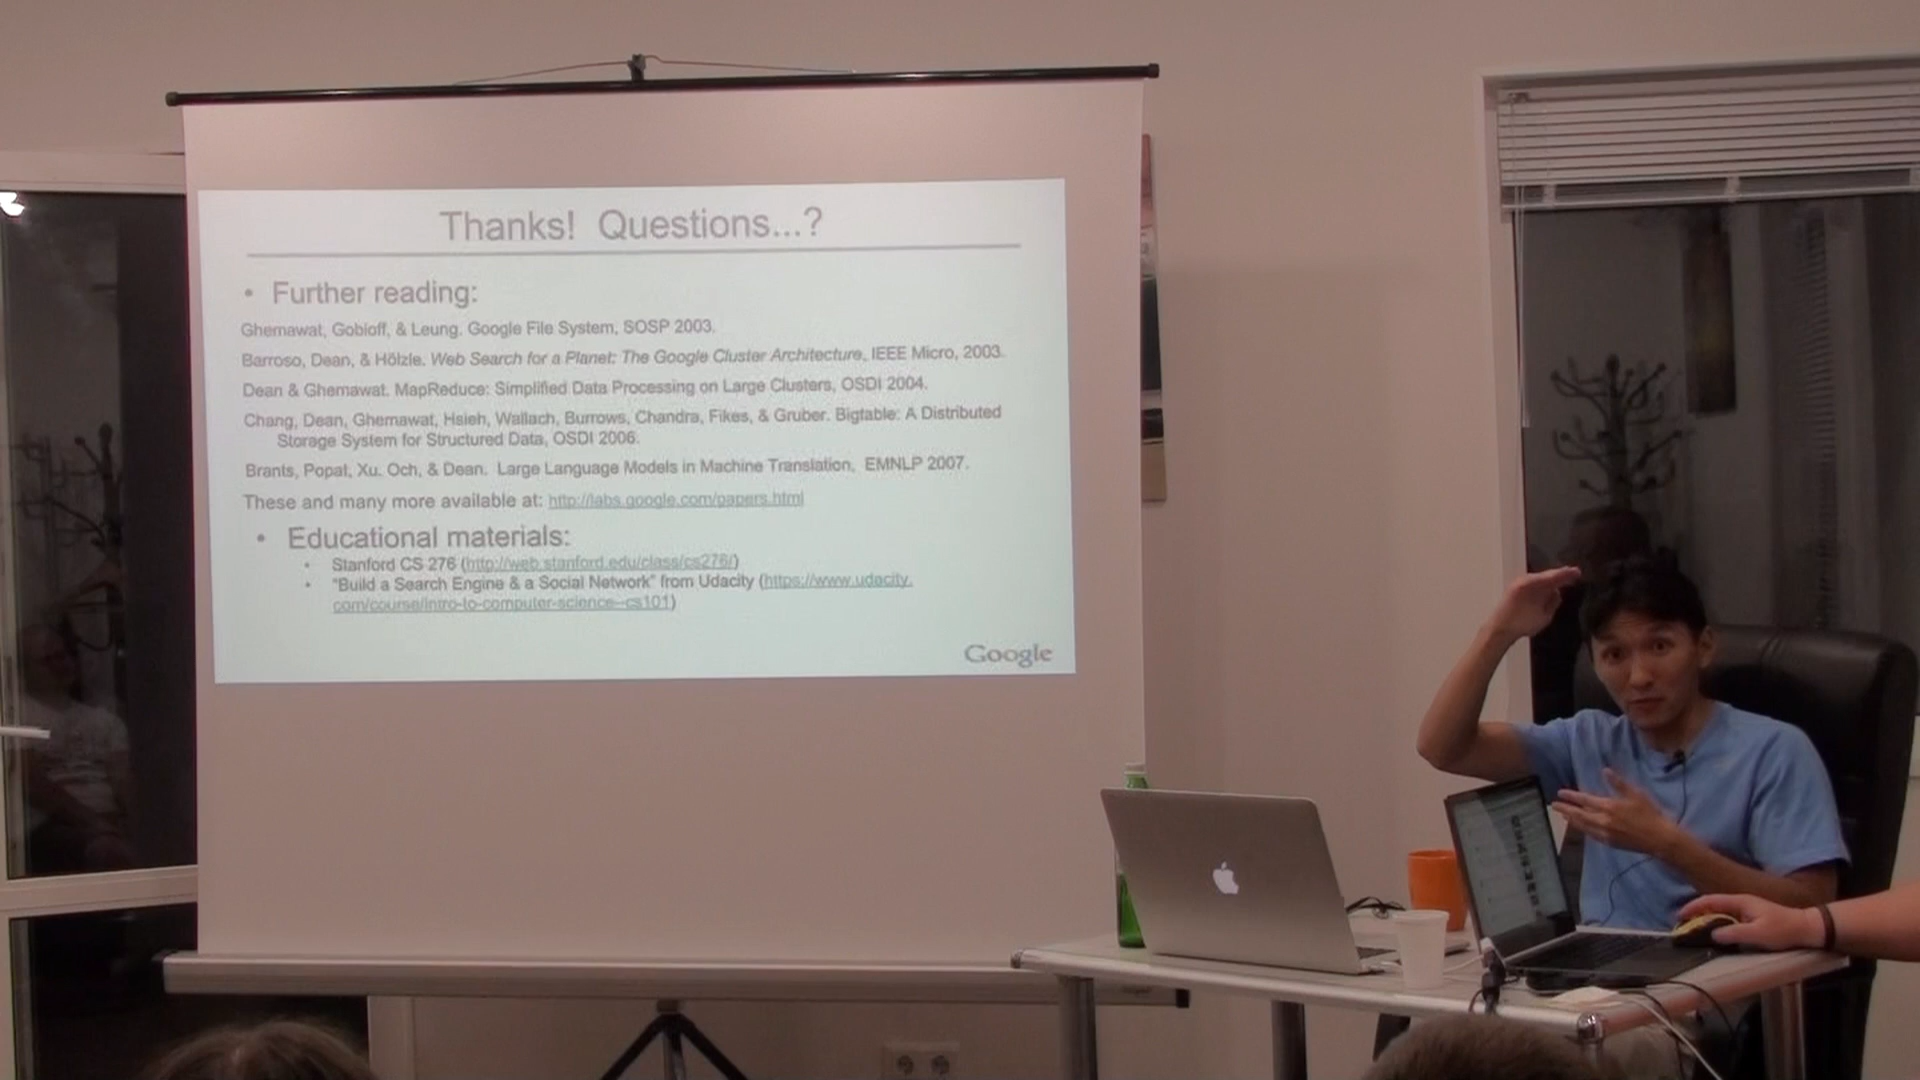 Thanks! Questions...?
• Further reading:
Ghemawat, Gobioff, & Leung. Google File System, SOSP 2003.
Barroso, Dean, & Hölzle. Web Search for a Planet: The Google Cluster Architecture, IEEE Micro, 2003.
Dean & Ghemawat. MapReduce: Simplified Data Processing on Large Clusters, OSDI 2004.
Chang, Dean, Ghemawat, Hsieh, Wallach, Burrows, Chandra, Fikes, & Gruber. Bigtable: A Distributed
Storage System for Structured Data, OSDI 2006.
Brants, Popat, Xu, Och, & Dean. Large Language Models in Machine Translation, EMNLP 2007.
These and many more available at: http://labs.google.com/papers.html
• Educational materials:
• Stanford CS 276 (http://web.stanford.edu/class/cs276/)
• "Build a Search Engine & a Social Network" from Udacity (https://www.udacity.
com/course/intro-to-computer-science--cs101)
Google